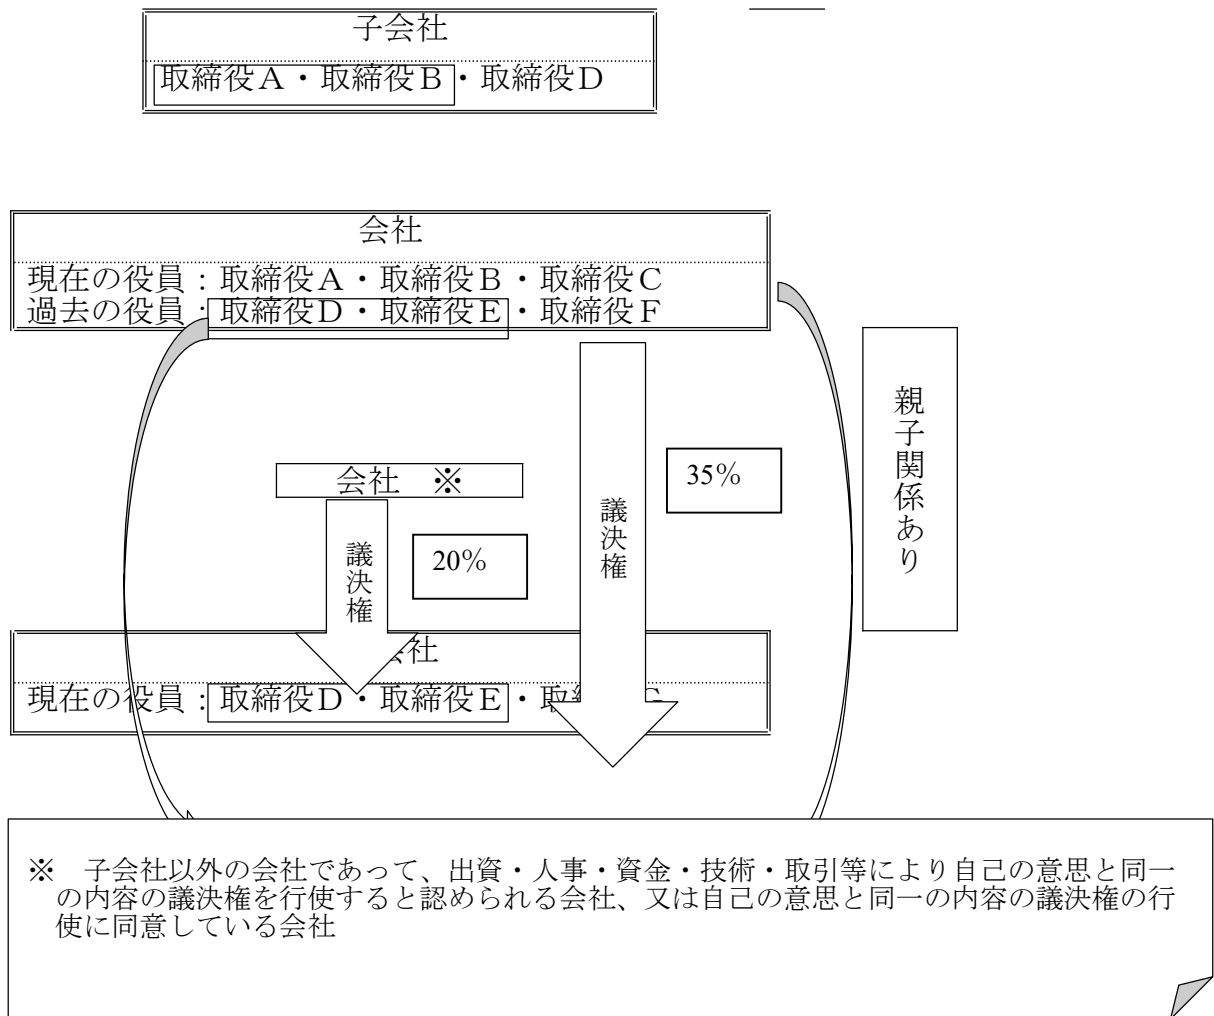 子会社
取締役A・取締役B・取締役D
会社
現在の役員：取締役A・取締役B・取締役C
過去の役員：取締役D・取締役E・取締役F
親子関係あり
35%
会社　※
議決権
20%
議決権
会社
現在の役員：取締役D・取締役E・取
※　子会社以外の会社であって、出資・人事・資金・技術・取引等により自己の意思と同一
の内容の議決権を行使すると認められる会社、又は自己の意思と同一の内容の議決権の行
使に同意している会社